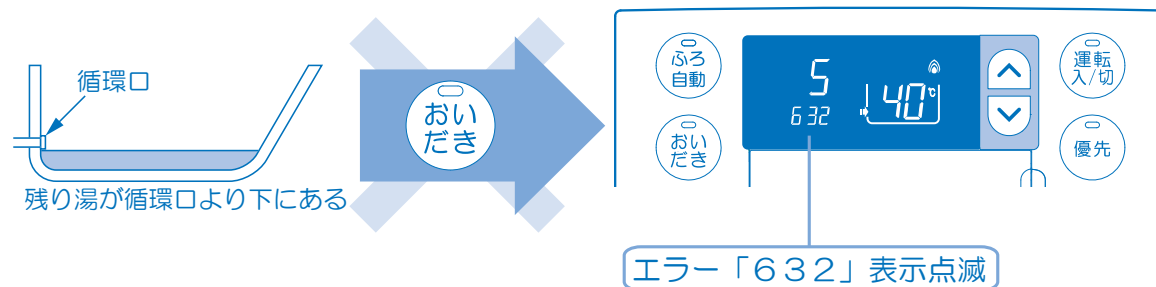 循環口
残り湯が循環口より下にある
おい
だき
ふろ
自動
おい
だき
5
632
40℃
運転
入/切
優先
エラー「６３２」表示点滅